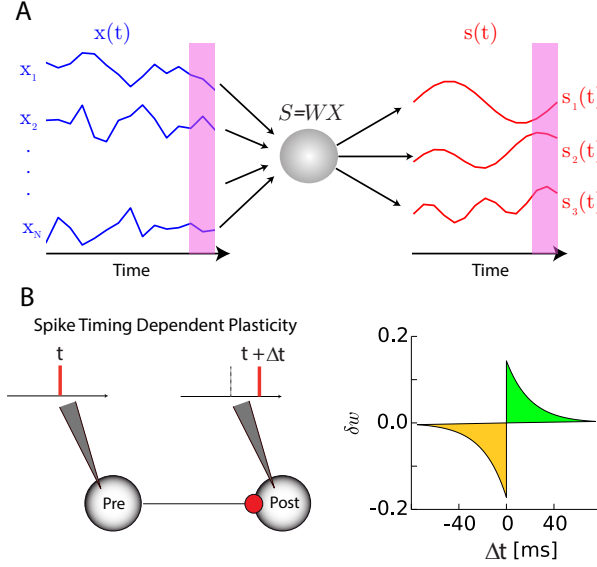 A
x(t)
s(t)
x1
x2
.
.
.
xN
S=WX
s1(t)
s2(t)
s3(t)
Time
Time
B
Spike Timing Dependent Plasticity
t
t + Δt
Pre
Post
δw
0.2
0.0
-0.2
-40
0
40
Δt [ms]